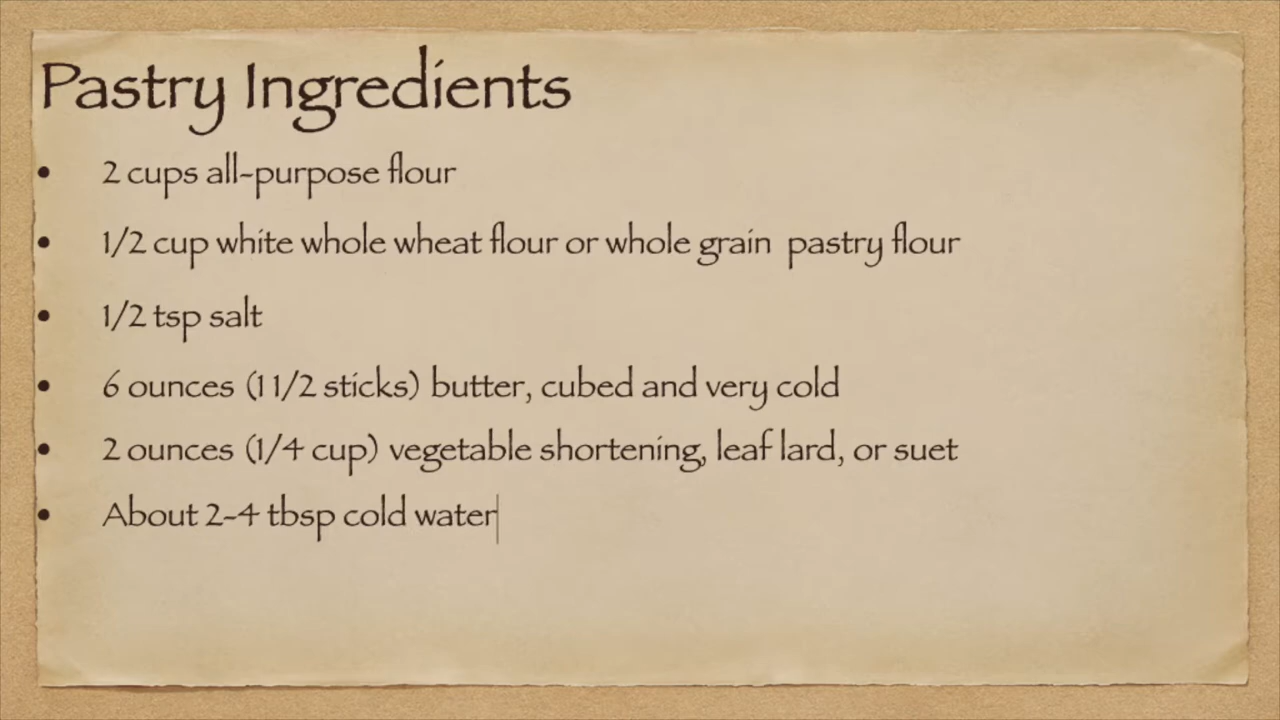 Pastry Ingredients
• 2 cups all-purpose flour
• 1/2 cup white whole wheat flour or whole grain pastry flour
• 1/2 tsp salt
• 6 ounces (1 1/2 sticks) butter, cubed and very cold
• 2 ounces (1/4 cup) vegetable shortening, leaf lard, or suet
• About 2-4 tbsp cold water